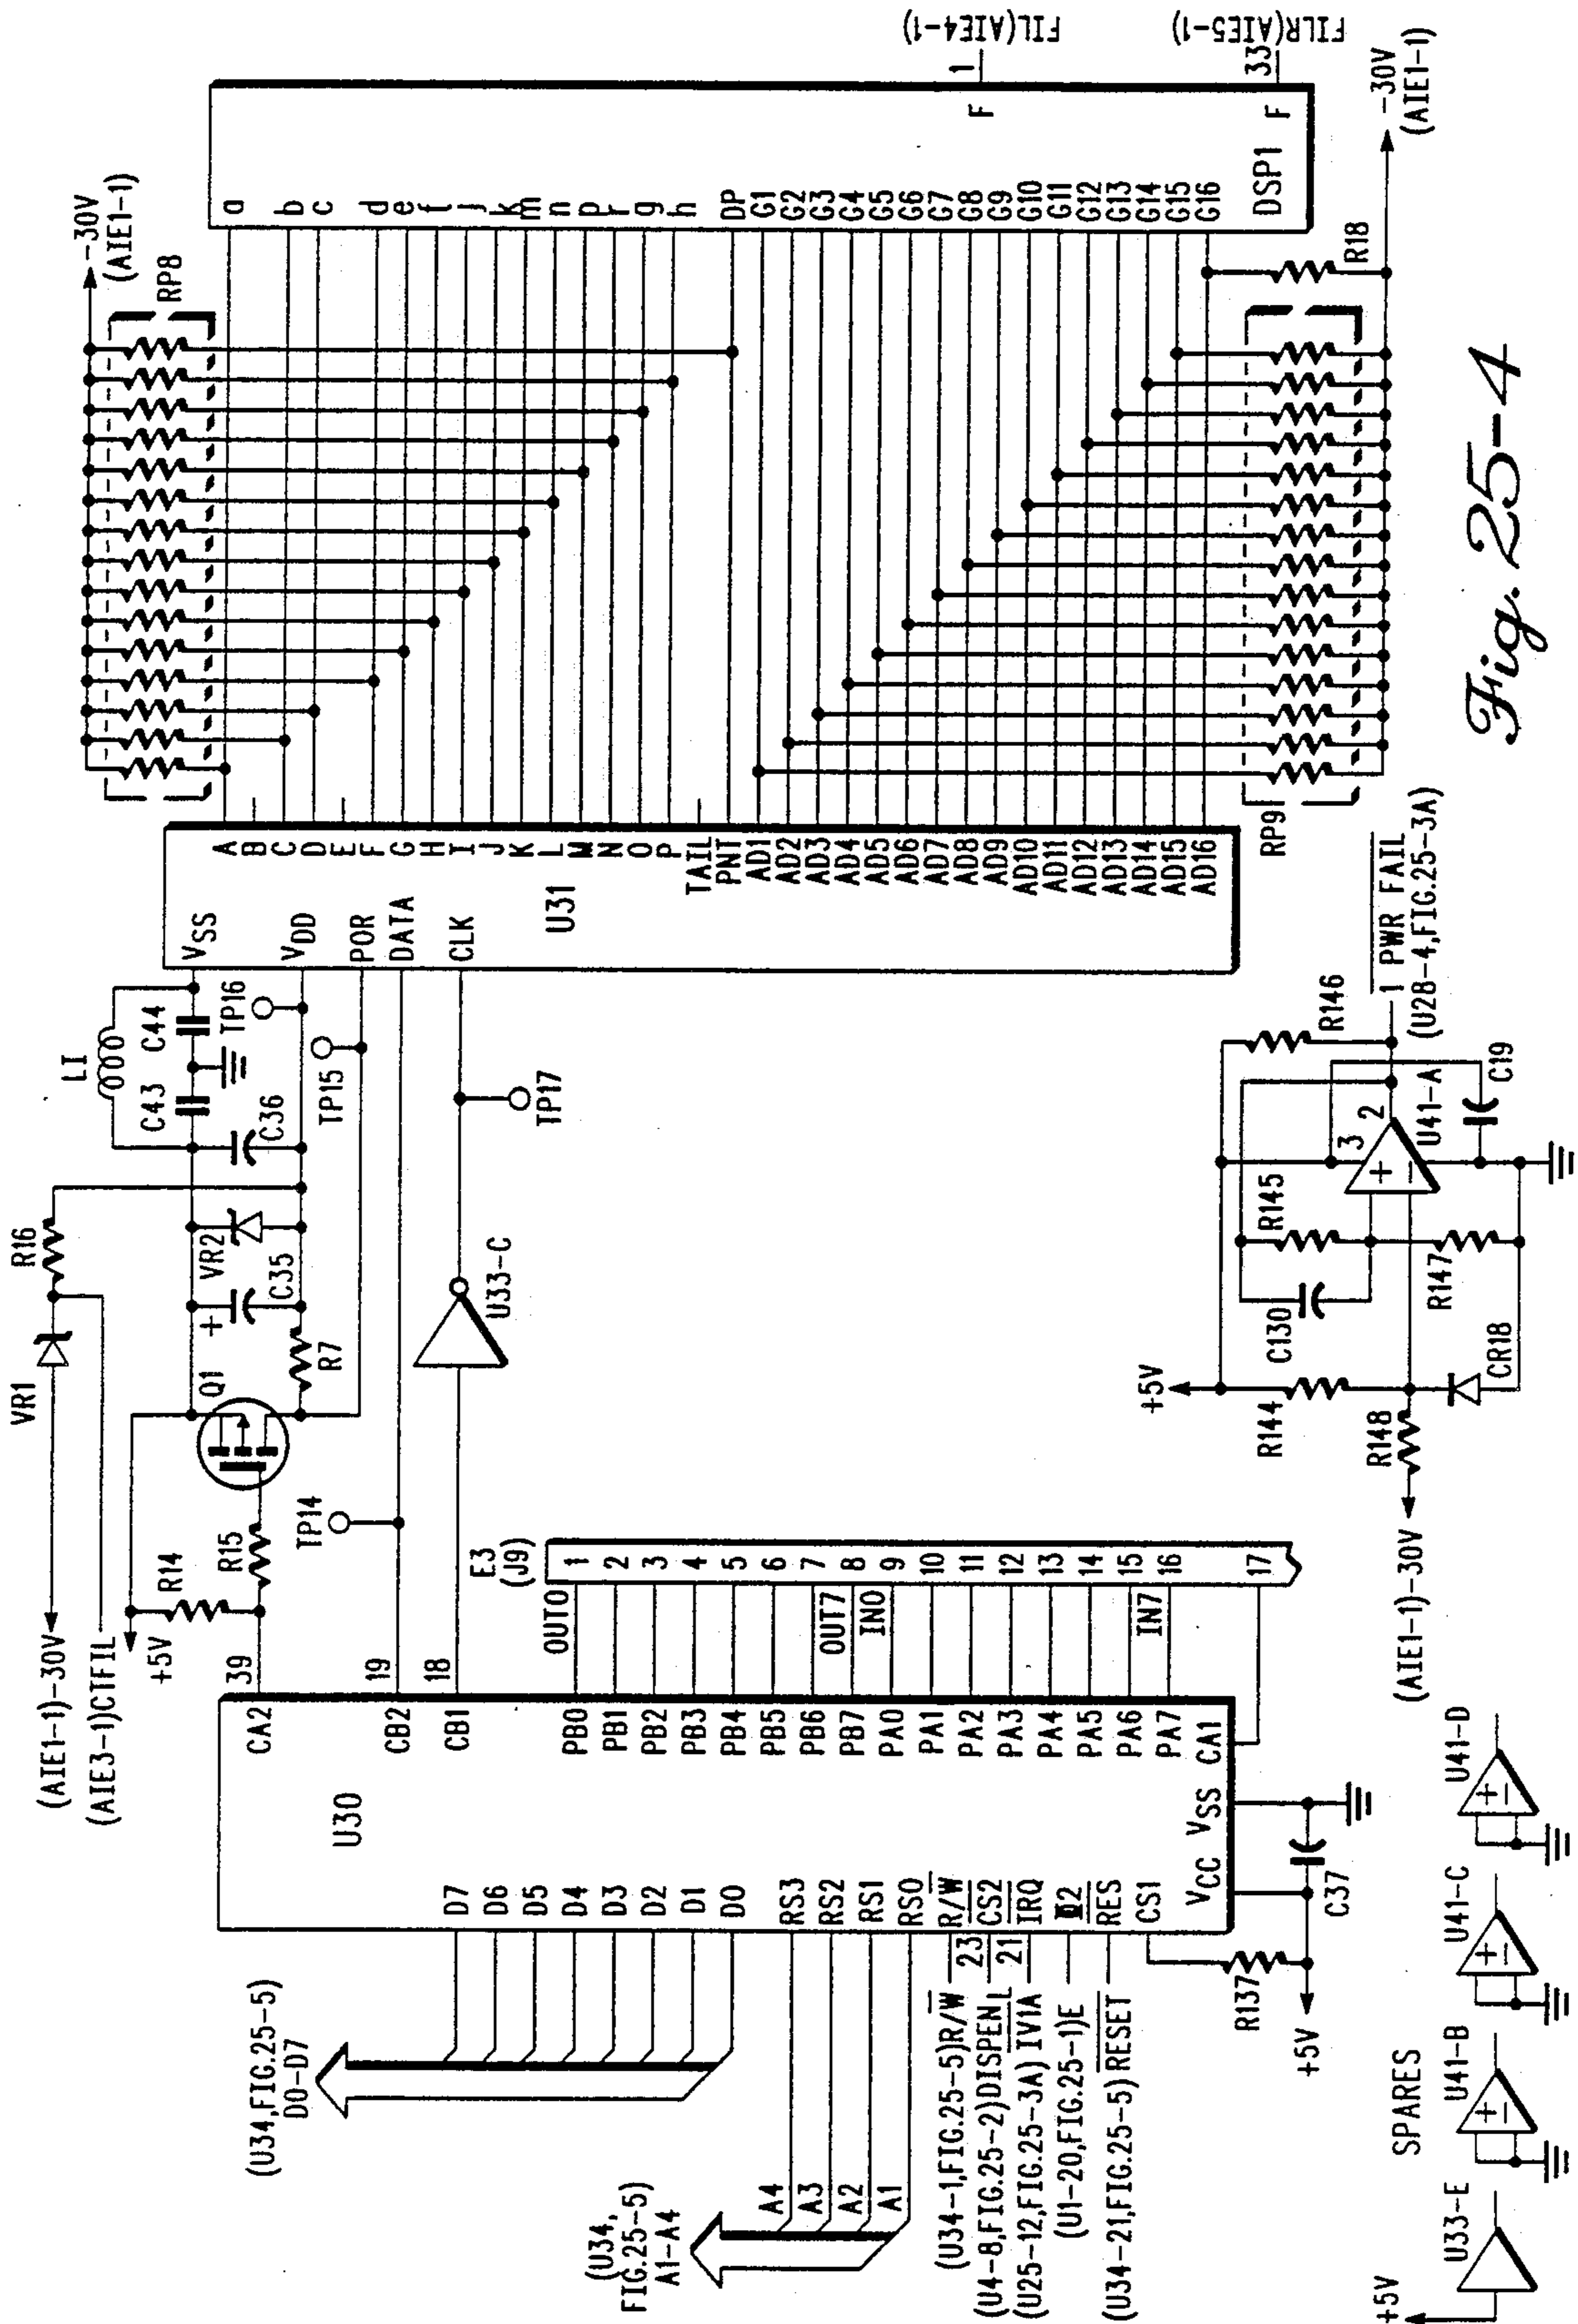 (AIE1-1)-30V
(AIE3-1)CTFIL
VR1
R16
+5V
R14
R15
Q1
+
C35
VR2
C36
R7
LI
C43
C44
TP16
TP15
TP14
TP17
U33-C
39
19
18
U30
CA2
CB2
CB1
PB0
PB1
PB2
PB3
PB4
PB5
PB6
PB7
PA0
PA1
PA2
PA3
PA4
PA5
PA6
PA7
CA1
D7
D6
D5
D4
D3
D2
D1
D0
RS3
RS2
RS1
RS0
R/W
CS2
IRQ
RES
CS1
VCC
VSS
(U34,FIG.25-5)
D0-D7
(U34,
FIG.25-5)
A1-A4
A4
A3
A2
A1
(U34-1,FIG.25-5)R/W
(U4-8,FIG.25-2)DISPEN L
23
(U25-12,FIG.25-3A) IV1A
21
(U1-20,FIG.25-1)E
(U34-21,FIG.25-5) RESET
R137
+5V
C37
E3
(J9)
OUT0
OUT7
IN0
IN7
1
2
3
4
5
6
7
8
9
10
11
12
13
14
15
16
17
U31
VSS
VDD
POR
DATA
CLK
A
B
C
D
E
F
G
H
I
J
K
L
M
N
O
P
TAIL
PNT
AD1
AD2
AD3
AD4
AD5
AD6
AD7
AD8
AD9
AD10
AD11
AD12
AD13
AD14
AD15
AD16
RP8
-30V
(AIE1-1)
a
b
c
d
e
f
j
k
m
n
p
r
g
h
DP
G1
G2
G3
G4
G5
G6
G7
G8
G9
G10
G11
G12
G13
G14
G15
G16
DSP1
F
1
FIL(AIE4-1)
F
33
FILR(AIE5-1)
RP9
R18
-30V
(AIE1-1)
+5V
R144
R148
(AIE1-1)-30V
C130
R145
R147
CR18
+
-
3
2
U41-A
C19
R146
1 PWR FAIL
(U28-4,FIG.25-3A)
SPARES
+5V
U33-E
U41-B
+
-
U41-C
+
-
U41-D
+
-
Fig. 25-4